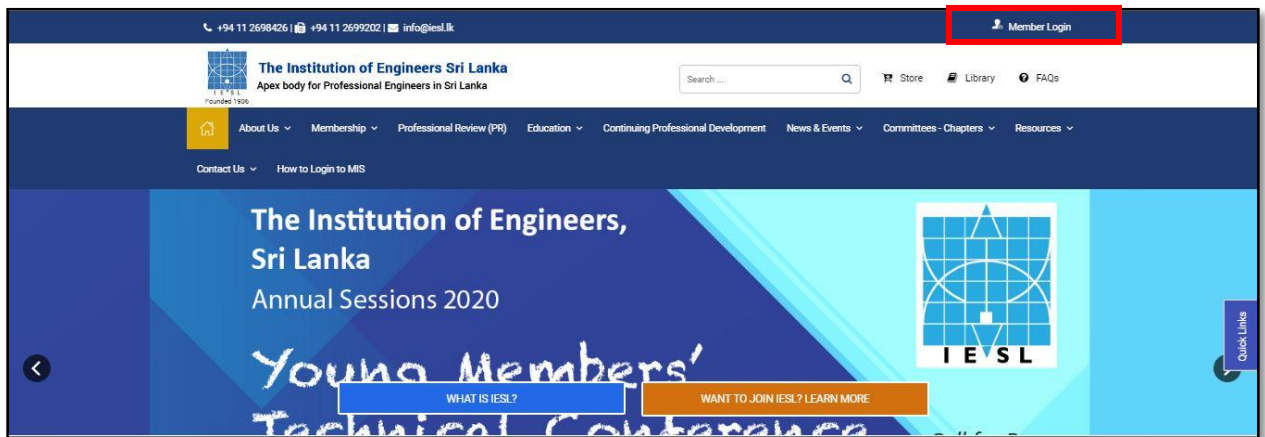 +94 11 2698426 | +94 11 2699202 | info@iesl.lk
Member Login
IESL
Founded 1906
The Institution of Engineers Sri Lanka
Apex body for Professional Engineers in Sri Lanka
Search ....
Store
Library
FAQs
About Us
Membership
Professional Review (PR)
Education
Continuing Professional Development
News & Events
Committees - Chapters
Resources
Contact Us
How to Login to MIS
The Institution of Engineers,
Sri Lanka
Annual Sessions 2020
Young Members'
Technical Conference
WHAT IS IESL?
WANT TO JOIN IESL? LEARN MORE
IESL
Quick Links